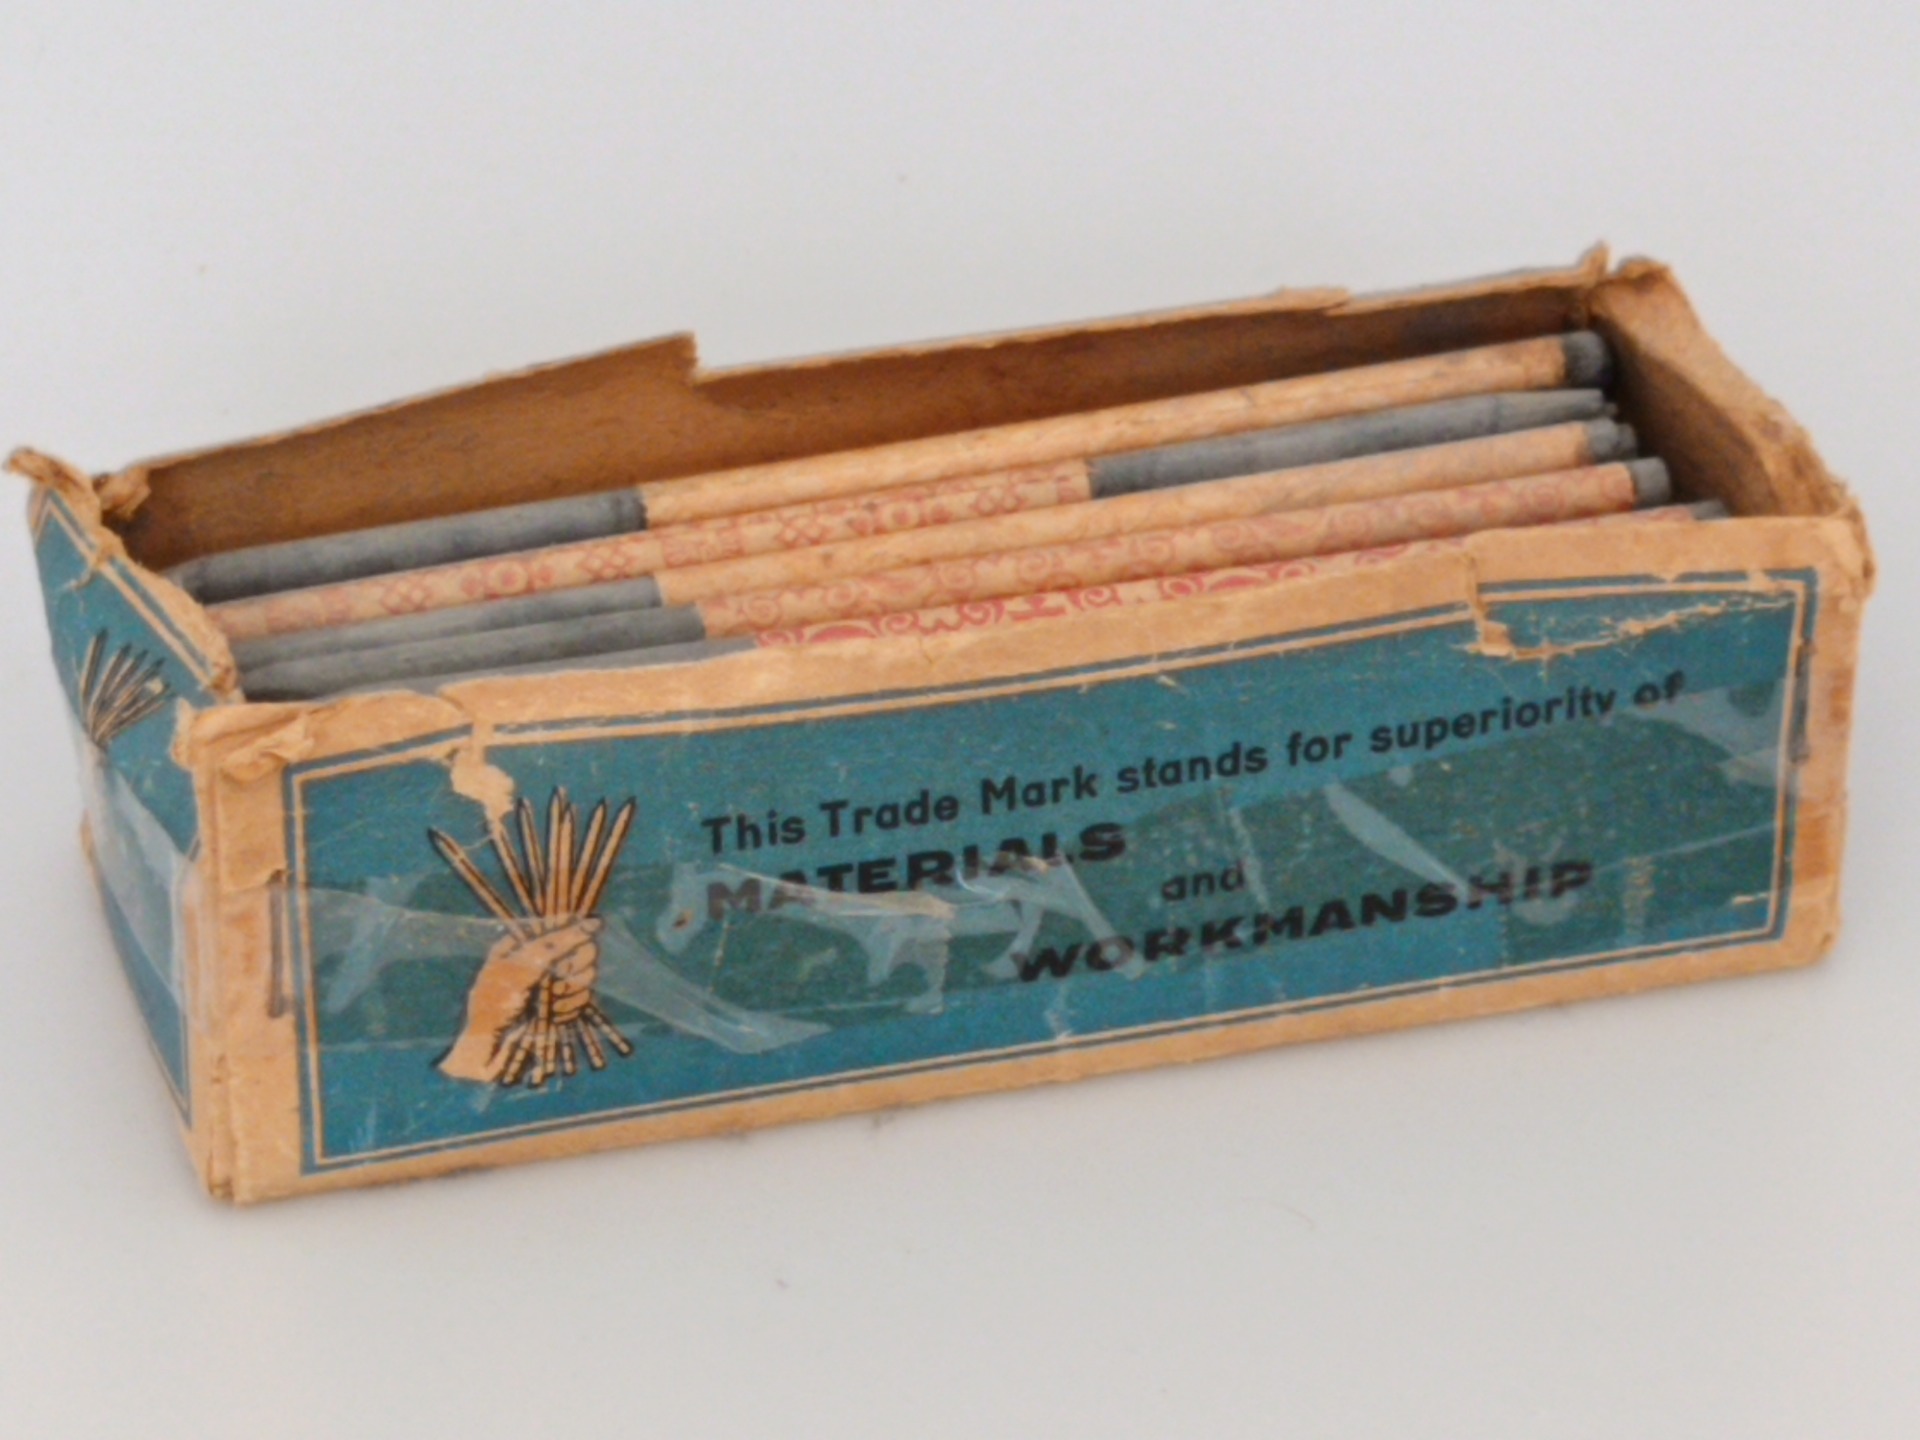 This Trade Mark stands for superiority of
MATERIALS
and
WORKMANSHIP